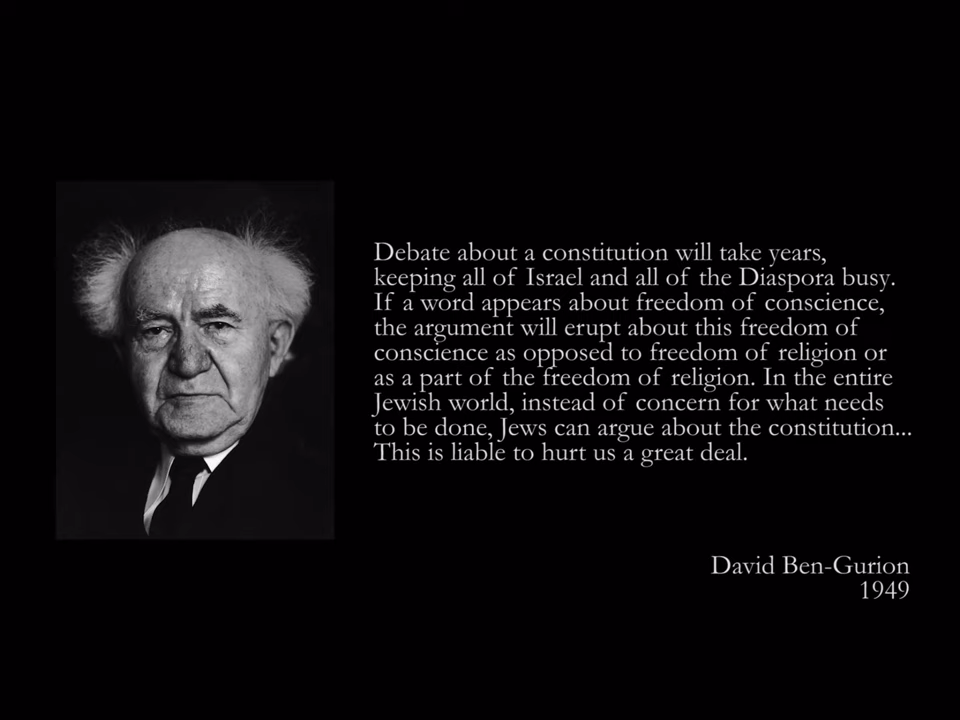 Debate about a constitution will take years,
keeping all of Israel and all of the Diaspora busy.
If a word appears about freedom of conscience,
the argument will erupt about this freedom of
conscience as opposed to freedom of religion or
as a part of the freedom of religion. In the entire
Jewish world, instead of concern for what needs
to be done, Jews can argue about the constitution...
This is liable to hurt us a great deal.
David Ben-Gurion
1949